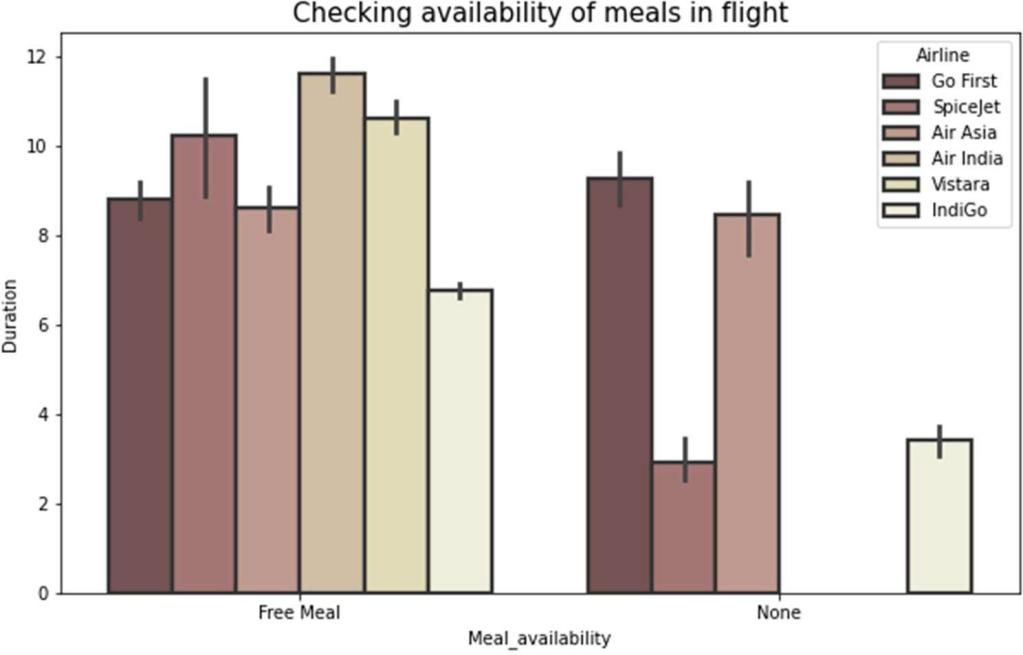 Checking availability of meals in flight
Airline
Go First
SpiceJet
Air Asia
Air India
Vistara
IndiGo
Duration
12
10
8
6
4
2
0
Free Meal
None
Meal_availability